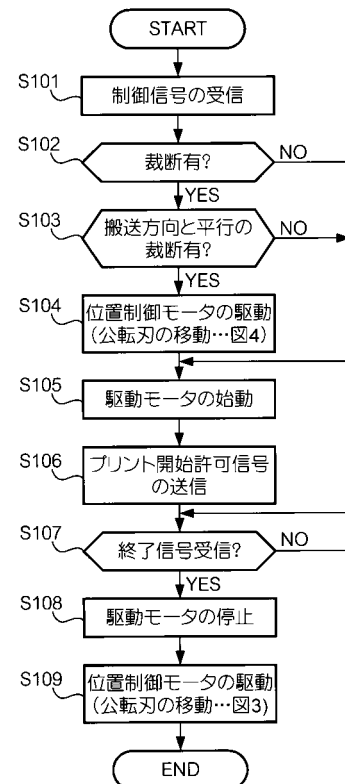 START
S101
制御信号の受信
S102
裁断有?
NO
YES
S103
搬送方向と平行の
裁断有?
NO
YES
S104
位置制御モータの駆動
(公転刃の移動…図4)
S105
駆動モータの始動
S106
プリント開始許可信号
の送信
S107
終了信号受信?
NO
YES
S108
駆動モータの停止
S109
位置制御モータの駆動
(公転刃の移動…図3)
END